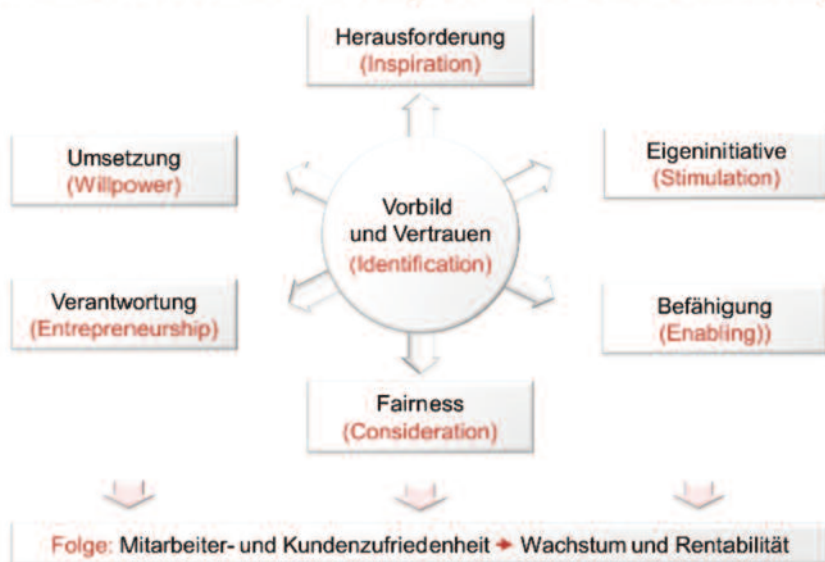 Herausforderung
(Inspiration)
Umsetzung
(Willpower)
Eigeninitiative
(Stimulation)
Vorbild
und Vertrauen
(Identification)
Verantwortung
(Entrepreneurship)
Befähigung
(Enabling))
Fairness
(Consideration)
Folge: Mitarbeiter- und Kundenzufriedenheit → Wachstum und Rentabilität